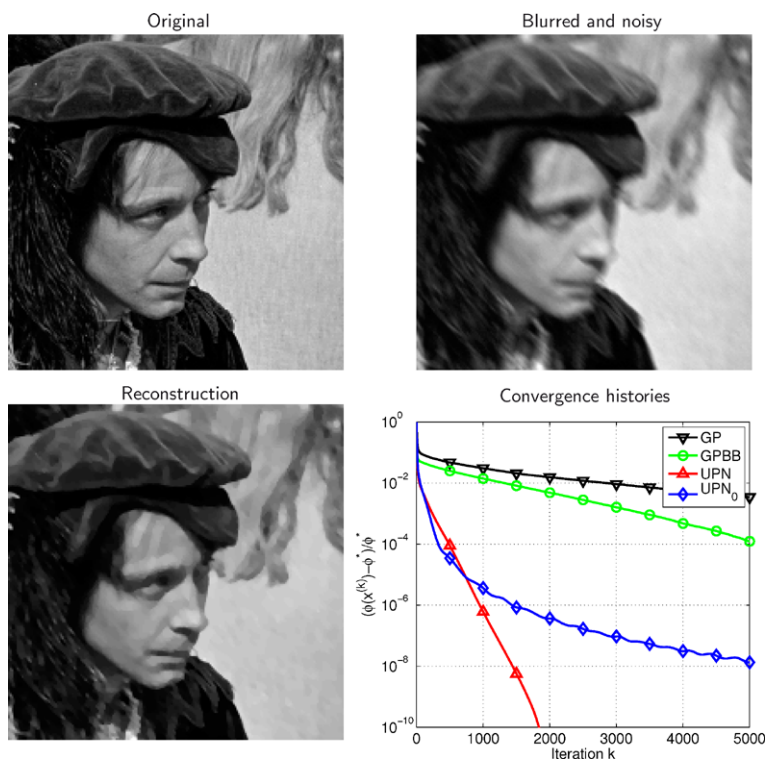 Original
Blurred and noisy
Reconstruction
Convergence histories
10^0
10^-2
10^-4
10^-6
10^-8
10^-10
(ϕ(x^(k))−ϕ*)/ϕ*
GP
GPBB
UPN
UPN_0
0 1000 2000 3000 4000 5000
Iteration k